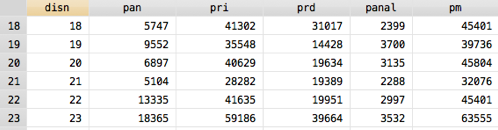 disn pan pri prd panal pm
18 18 5747 41302 31017 2399 45401
19 19 9552 35548 14428 3700 39736
20 20 6897 40629 19634 3135 45804
21 21 5104 28282 19389 2288 32076
22 22 13335 41635 19951 2997 45401
23 23 18365 59186 39664 3532 63555